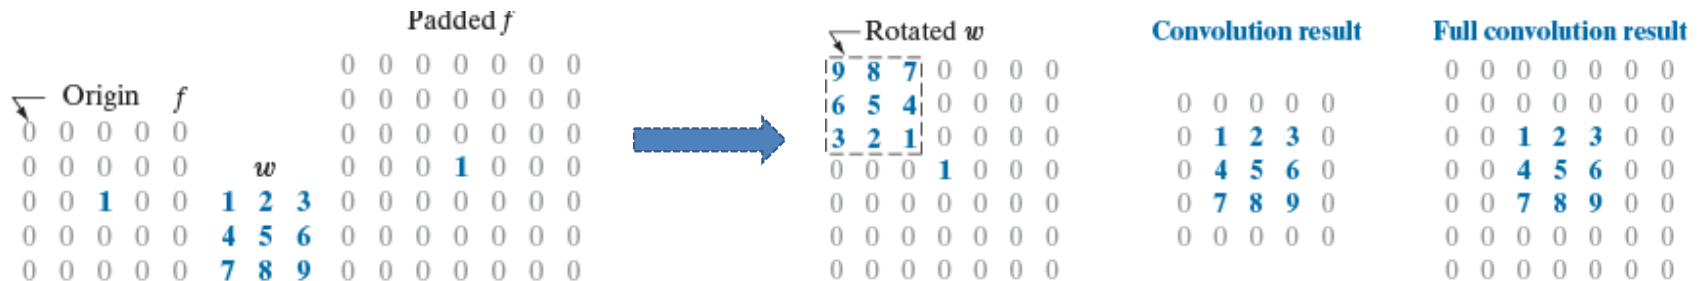 Padded f
0 0 0 0 0 0 0
0 0 0 0 0 0 0
0 0 0 0 0 0 0
0 0 0 1 0 0 0
0 0 0 0 0 0 0
0 0 0 0 0 0 0
0 0 0 0 0 0 0
Origin f
0 0 0 0 0
0 0 0 0 0
0 0 1 0 0
0 0 0 0 0
0 0 0 0 0
w
1 2 3
4 5 6
7 8 9
Rotated w
9 8 7 0 0 0 0
6 5 4 0 0 0 0
3 2 1 0 0 0 0
0 0 0 1 0 0 0
0 0 0 0 0 0 0
0 0 0 0 0 0 0
0 0 0 0 0 0 0
Convolution result
0 0 0 0 0
0 1 2 3 0
0 4 5 6 0
0 7 8 9 0
0 0 0 0 0
Full convolution result
0 0 0 0 0 0 0
0 0 0 0 0 0 0
0 0 1 2 3 0 0
0 0 4 5 6 0 0
0 0 7 8 9 0 0
0 0 0 0 0 0 0
0 0 0 0 0 0 0